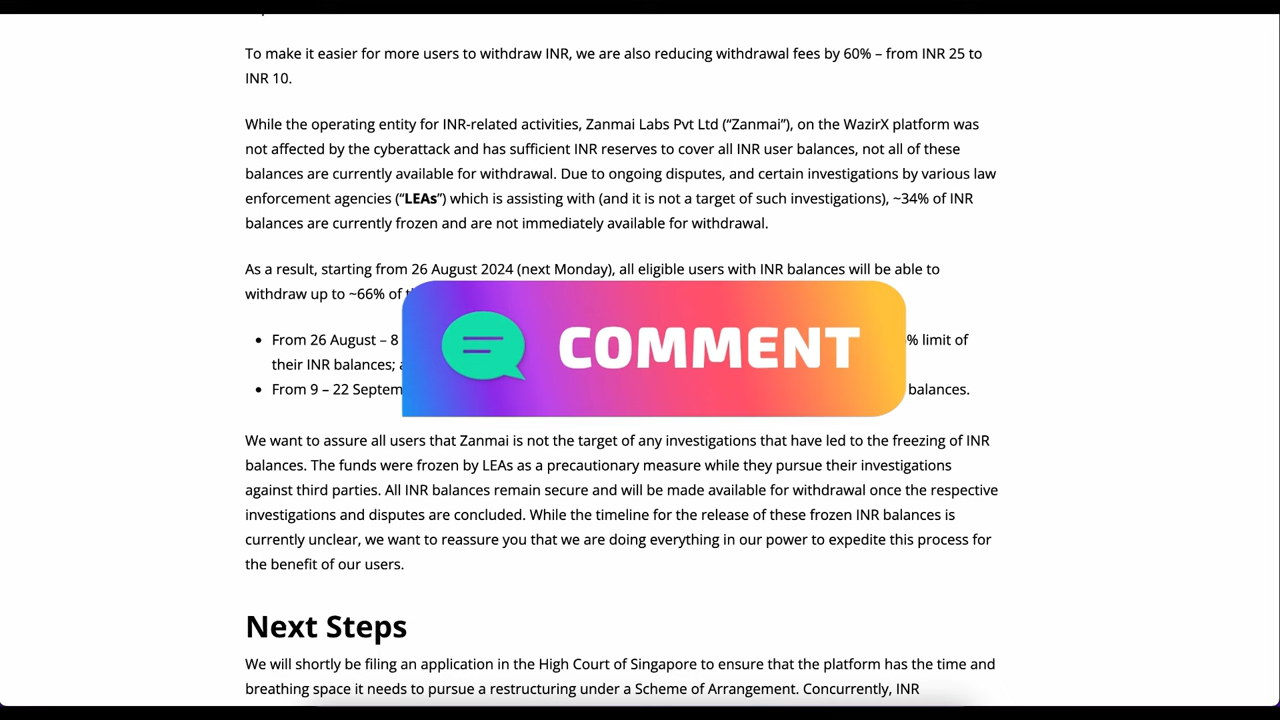 To make it easier for more users to withdraw INR, we are also reducing withdrawal fees by 60% – from INR 25 to
INR 10.
While the operating entity for INR-related activities, Zanmai Labs Pvt Ltd (“Zanmai”), on the WazirX platform was
not affected by the cyberattack and has sufficient INR reserves to cover all INR user balances, not all of these
balances are currently available for withdrawal. Due to ongoing disputes, and certain investigations by various law
enforcement agencies (“LEAs”) which is assisting with (and it is not a target of such investigations), ~34% of INR
balances are currently frozen and are not immediately available for withdrawal.
As a result, starting from 26 August 2024 (next Monday), all eligible users with INR balances will be able to
withdraw up to ~66% of
• From 26 August – 8 % limit of
their INR balances;
• From 9 – 22 balances.
COMMENT
We want to assure all users that Zanmai is not the target of any investigations that have led to the freezing of INR
balances. The funds were frozen by LEAs as a precautionary measure while they pursue their investigations
against third parties. All INR balances remain secure and will be made available for withdrawal once the respective
investigations and disputes are concluded. While the timeline for the release of these frozen INR balances is
currently unclear, we want to reassure you that we are doing everything in our power to expedite this process for
the benefit of our users.
Next Steps
We will shortly be filing an application in the High Court of Singapore to ensure that the platform has the time and
breathing space it needs to pursue a restructuring under a Scheme of Arrangement. Concurrently, INR